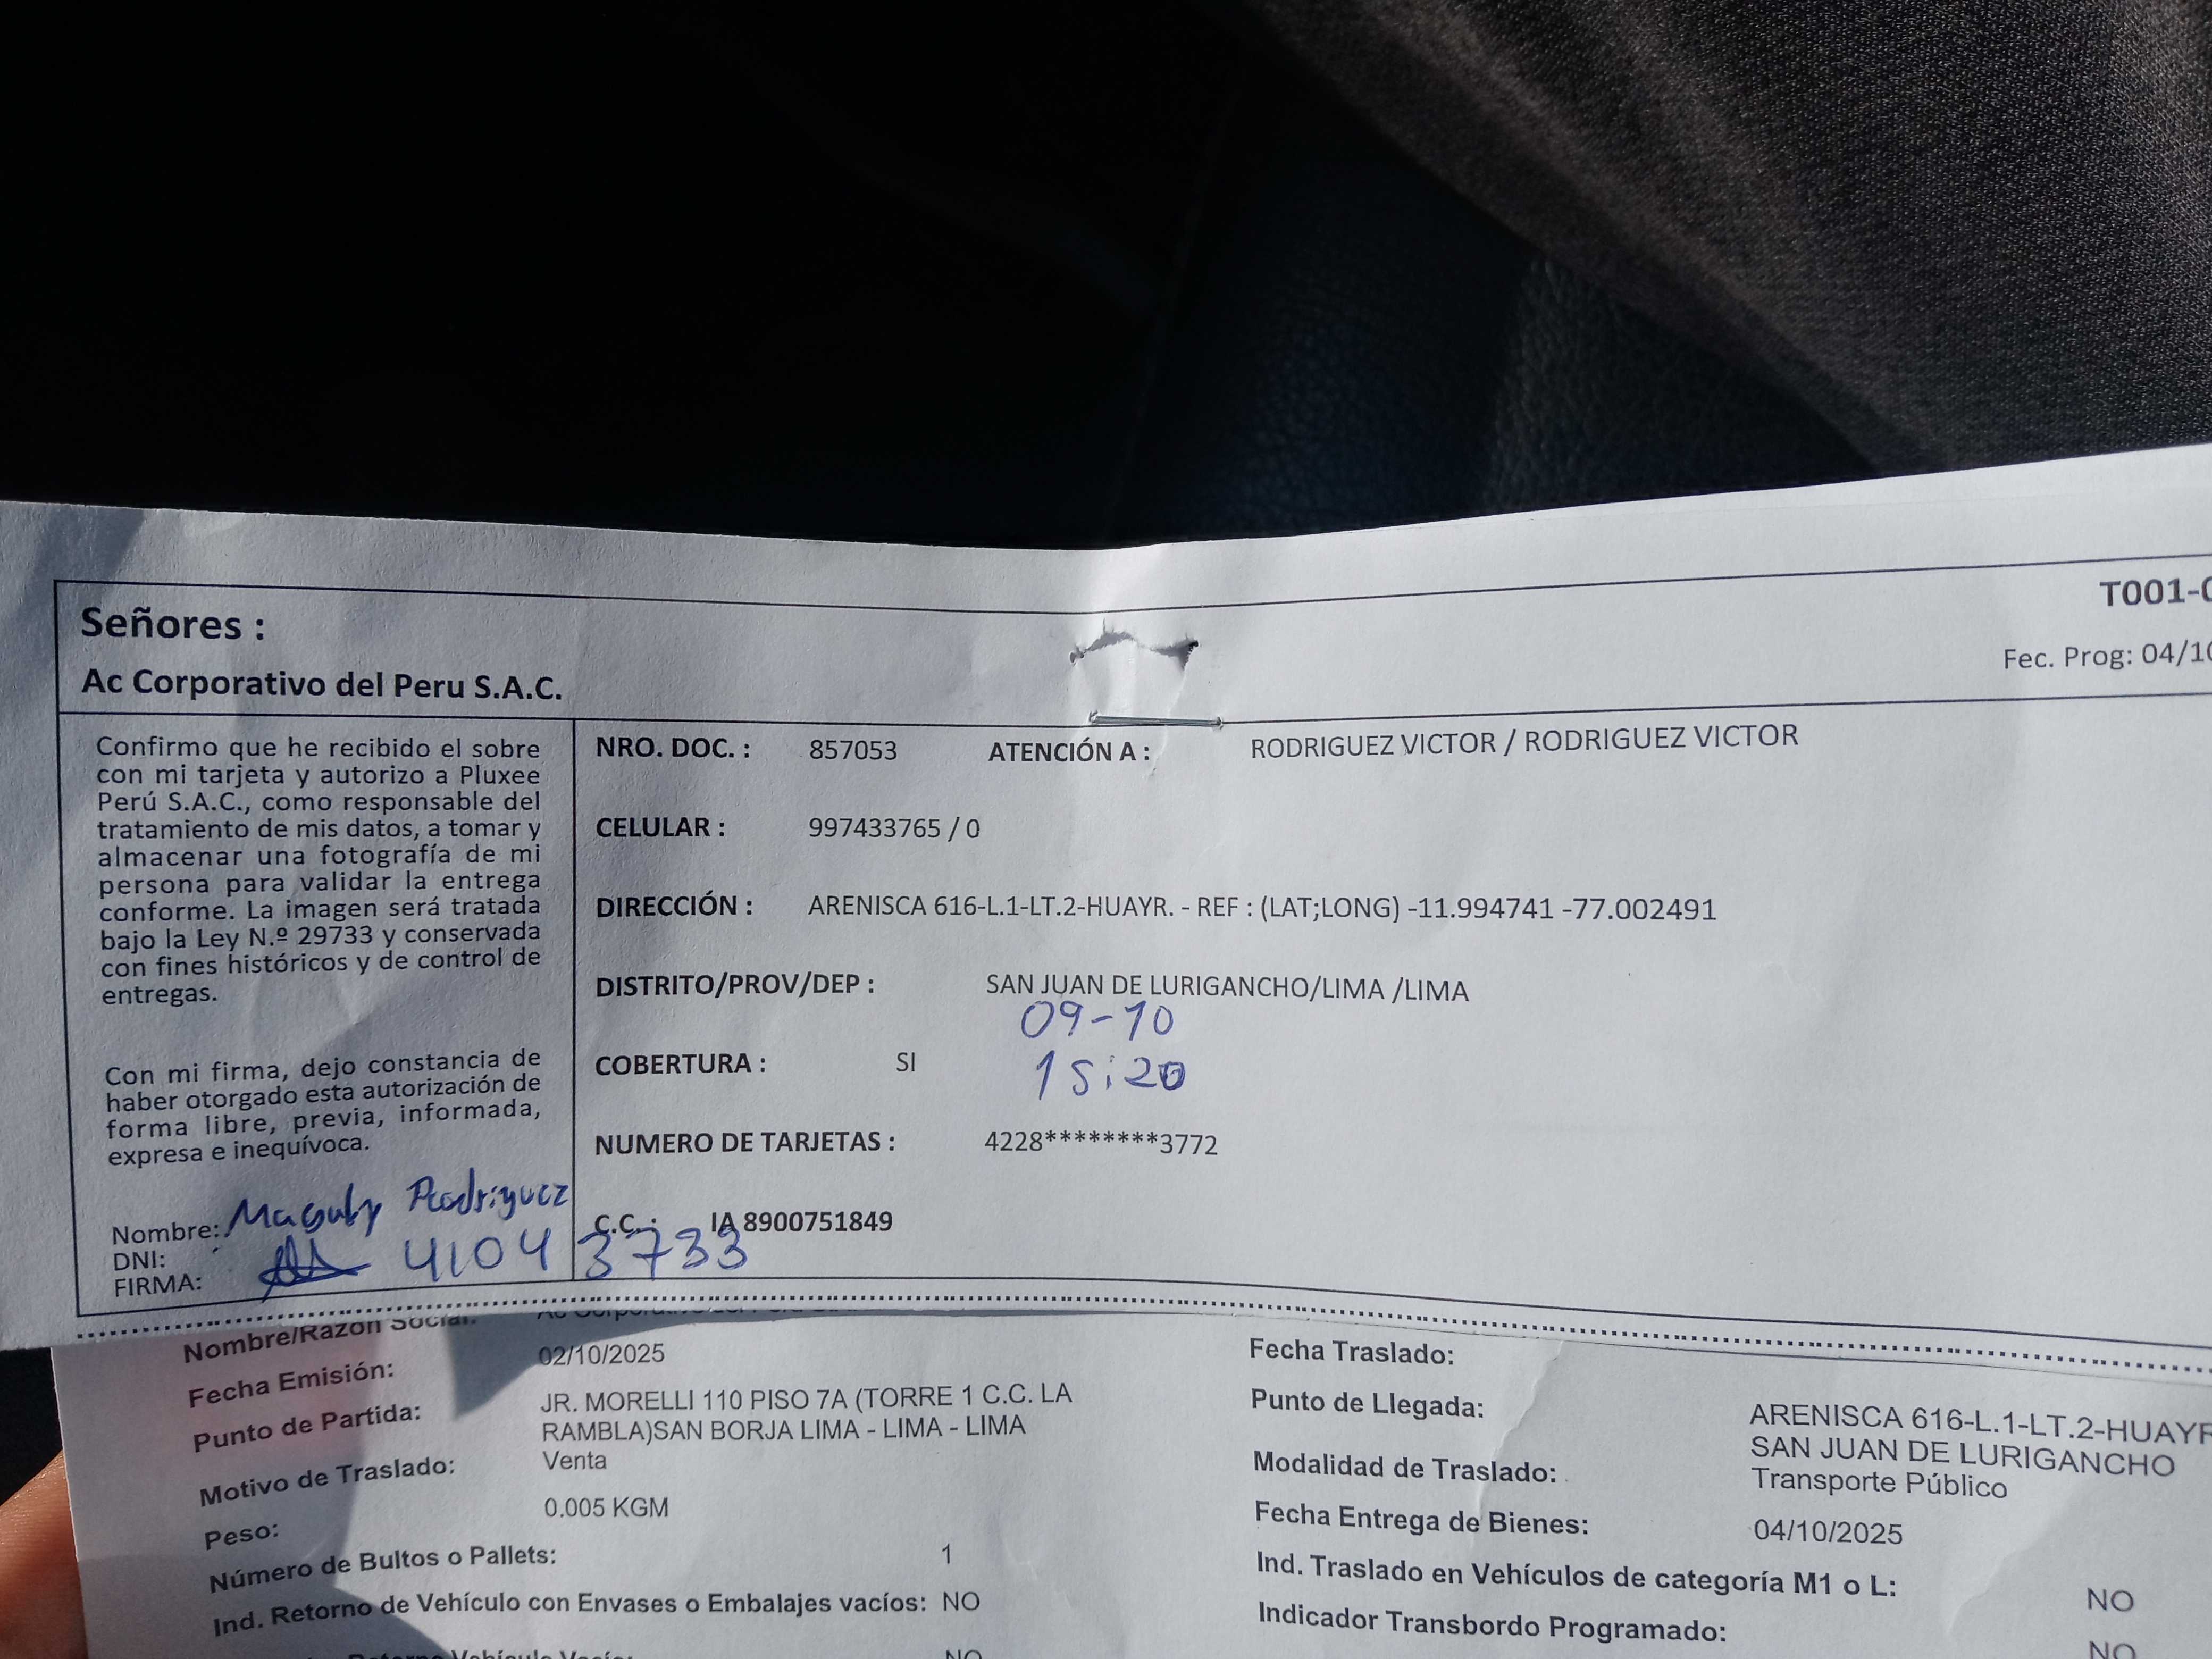 Señores :
T001-0
Ac Corporativo del Peru S.A.C.
Fec. Prog: 04/10
Confirmo que he recibido el sobre
con mi tarjeta y autorizo a Pluxee
Perú S.A.C., como responsable del
tratamiento de mis datos, a tomar y
almacenar una fotografía de mi
persona para validar la entrega
conforme. La imagen será tratada
bajo la Ley N.º 29733 y conservada
con fines históricos y de control de
entregas.
Con mi firma, dejo constancia de
haber otorgado esta autorización de
forma libre, previa, informada,
expresa e inequívoca.
Nombre: Maguly Rodriguez
DNI: 41043733
FIRMA:
NRO. DOC. : 857053 ATENCIÓN A : RODRIGUEZ VICTOR / RODRIGUEZ VICTOR
CELULAR : 997433765 / 0
DIRECCIÓN : ARENISCA 616-L.1-LT.2-HUAYR. - REF : (LAT;LONG) -11.994741 -77.002491
DISTRITO/PROV/DEP : SAN JUAN DE LURIGANCHO/LIMA /LIMA
09-10
COBERTURA : SI
15:20
NUMERO DE TARJETAS : 4228********3772
C.C. : IA 8900751849
Nombre/Razón Social:
Fecha Emisión: 02/10/2025
Punto de Partida: JR. MORELLI 110 PISO 7A (TORRE 1 C.C. LA
RAMBLA)SAN BORJA LIMA - LIMA - LIMA
Motivo de Traslado: Venta
Peso: 0.005 KGM
Número de Bultos o Pallets: 1
Ind. Retorno de Vehículo con Envases o Embalajes vacíos: NO
NO
Fecha Traslado:
Punto de Llegada: ARENISCA 616-L.1-LT.2-HUAYR
SAN JUAN DE LURIGANCHO
Modalidad de Traslado: Transporte Público
Fecha Entrega de Bienes: 04/10/2025
Ind. Traslado en Vehículos de categoría M1 o L: NO
Indicador Transbordo Programado: NO